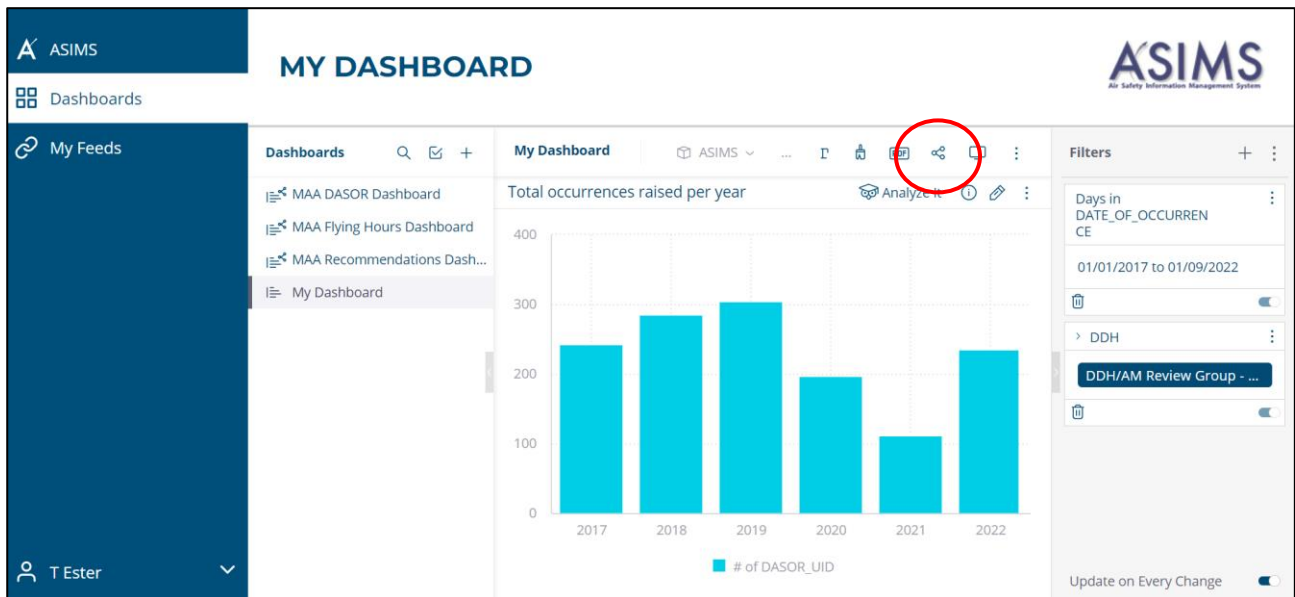 ASIMS
Dashboards
My Feeds
T Ester
MY DASHBOARD
ASIMS
Air Safety Information Management System
Dashboards
MAA DASOR Dashboard
MAA Flying Hours Dashboard
MAA Recommendations Dash...
My Dashboard
My Dashboard
ASIMS
...
PDF
Total occurrences raised per year
Analyze It
400
300
200
100
0
2017 2018 2019 2020 2021 2022
# of DASOR_UID
Filters
Days in
DATE_OF_OCCURREN
CE
01/01/2017 to 01/09/2022
DDH
DDH/AM Review Group - ...
Update on Every Change